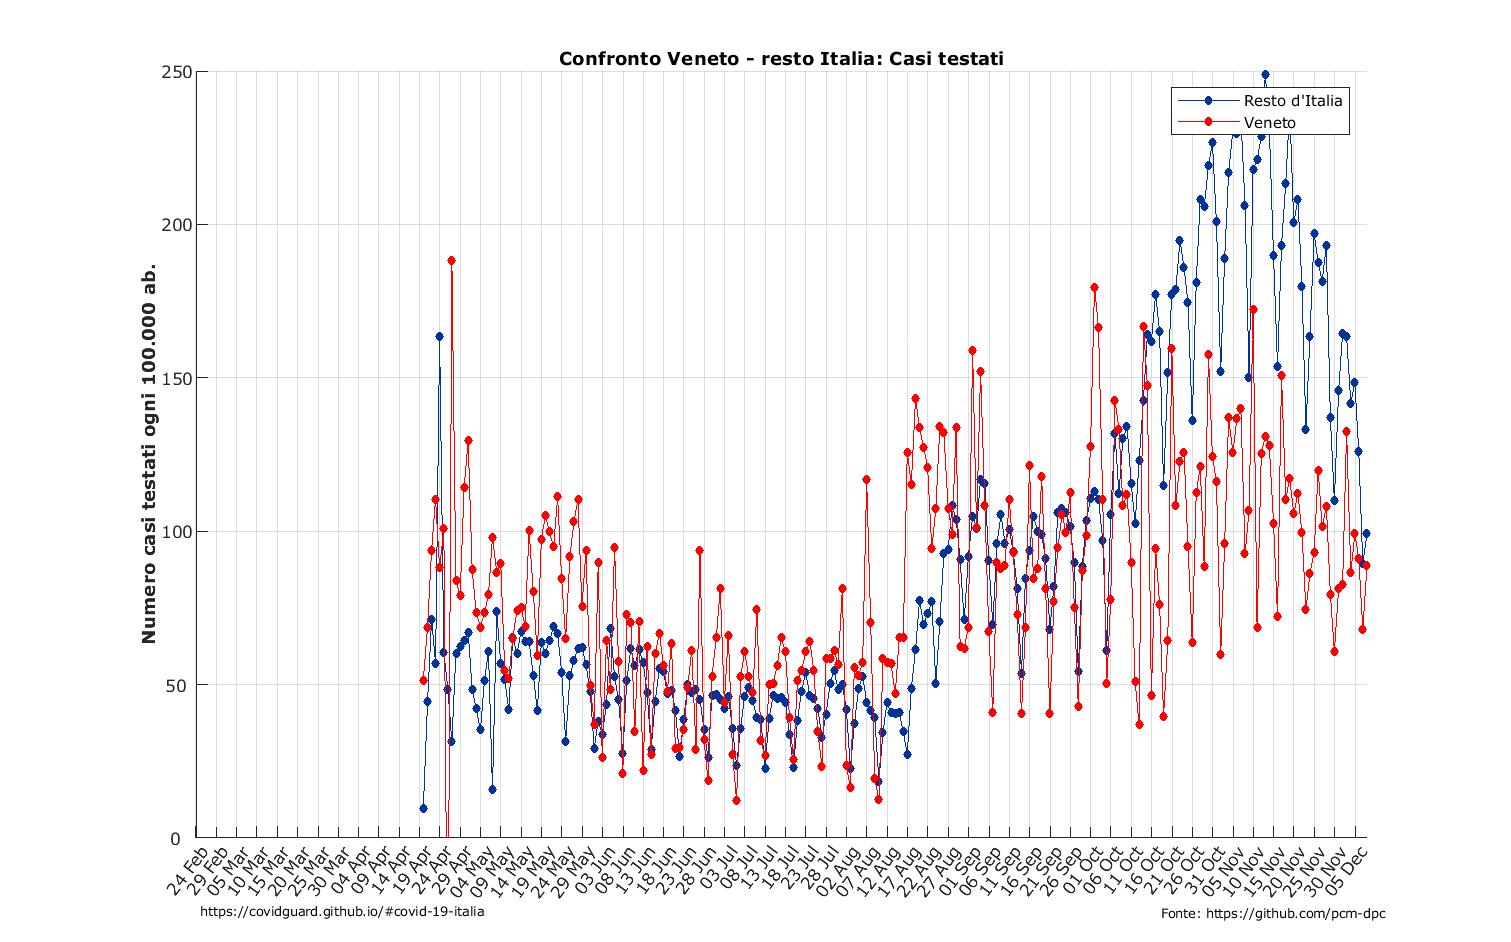 Confronto Veneto - resto Italia: Casi testati
250
200
150
100
50
0
Numero casi testati ogni 100.000 ab.
Resto d'Italia
Veneto
24 Feb
29 Feb
05 Mar
10 Mar
15 Mar
20 Mar
25 Mar
30 Mar
04 Apr
09 Apr
14 Apr
19 Apr
24 Apr
29 Apr
04 May
09 May
14 May
19 May
24 May
29 May
03 Jun
08 Jun
13 Jun
18 Jun
23 Jun
28 Jun
03 Jul
08 Jul
13 Jul
18 Jul
23 Jul
28 Jul
02 Aug
07 Aug
12 Aug
17 Aug
22 Aug
27 Aug
01 Sep
06 Sep
11 Sep
16 Sep
21 Sep
26 Sep
01 Oct
06 Oct
11 Oct
16 Oct
21 Oct
26 Oct
31 Oct
05 Nov
10 Nov
15 Nov
20 Nov
25 Nov
30 Nov
05 Dec
https://covidguard.github.io/#covid-19-italia
Fonte: https://github.com/pcm-dpc